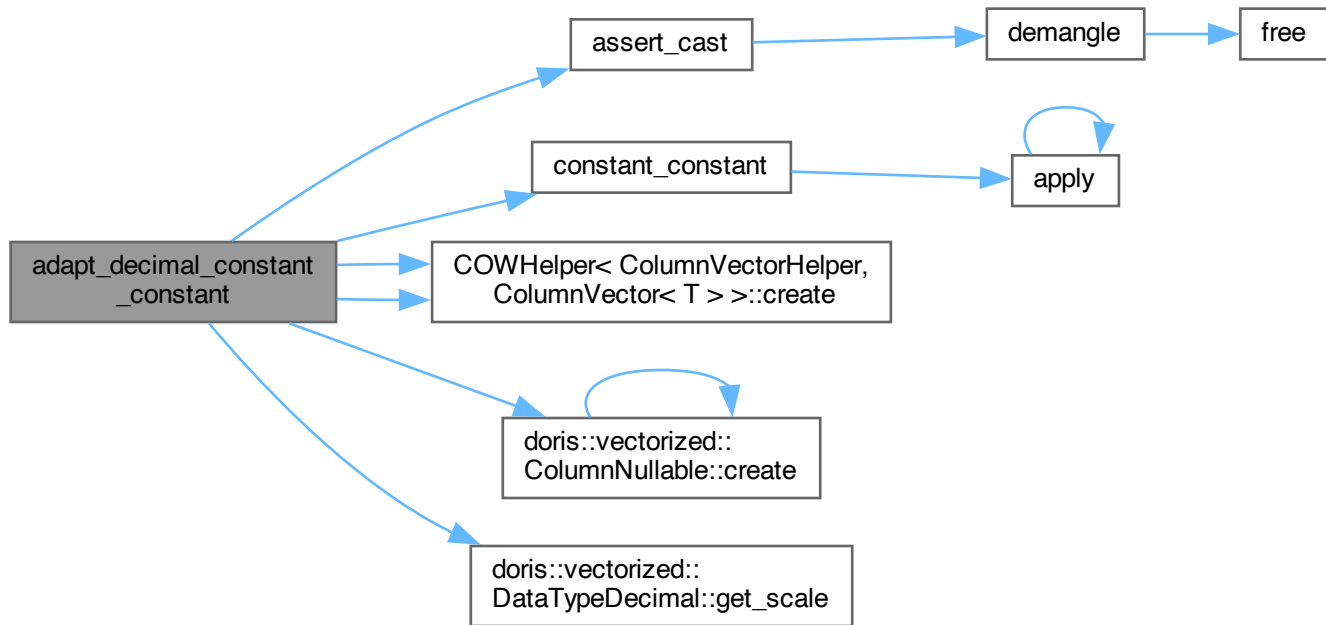 assert_cast
demangle
free
constant_constant
apply
adapt_decimal_constant
_constant
COWHelper< ColumnVectorHelper,
ColumnVector< T > >::create
doris::vectorized::
ColumnNullable::create
doris::vectorized::
DataTypeDecimal::get_scale